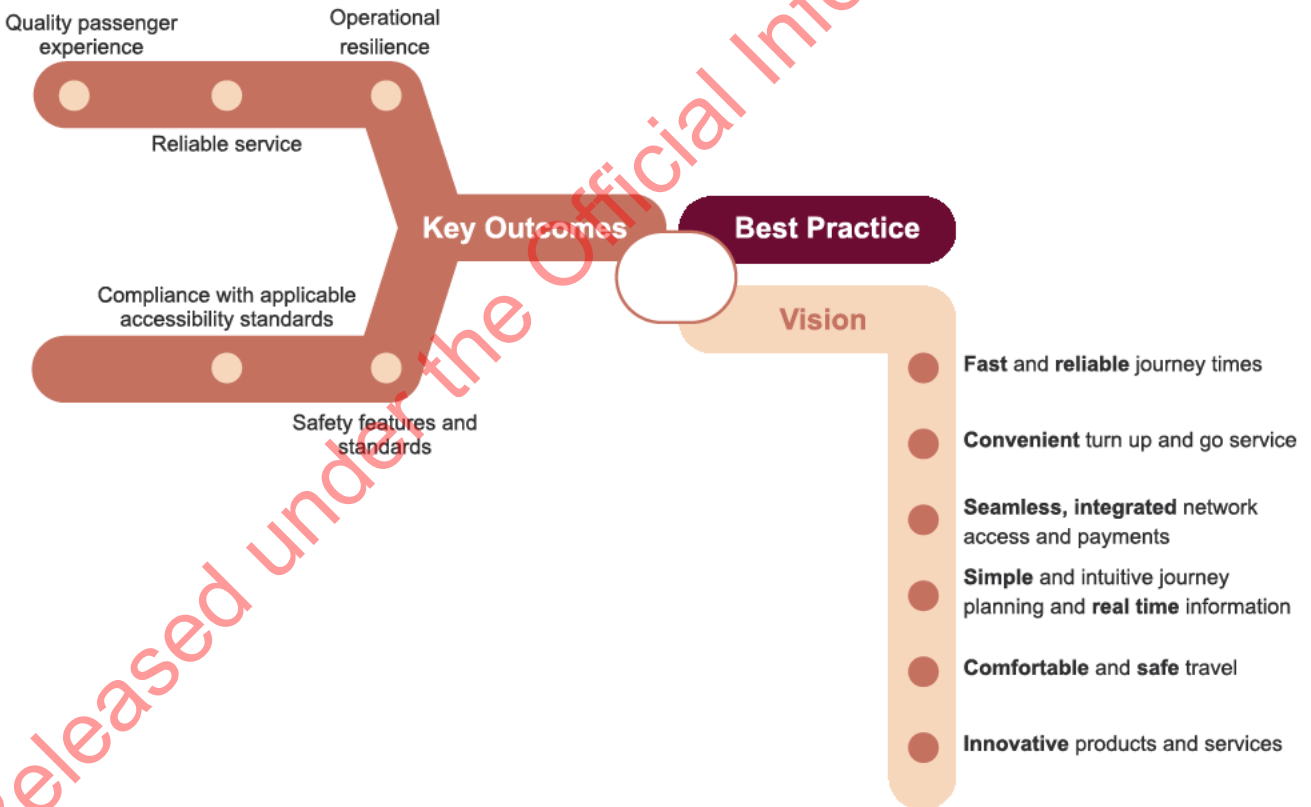 Quality passenger
experience
Operational
resilience
Reliable service
Key Outcomes
Best Practice
Compliance with applicable
accessibility standards
Safety features and
standards
Vision
Fast and reliable journey times
Convenient turn up and go service
Seamless, integrated network
access and payments
Simple and intuitive journey
planning and real time information
Comfortable and safe travel
Innovative products and services
Released under the Official